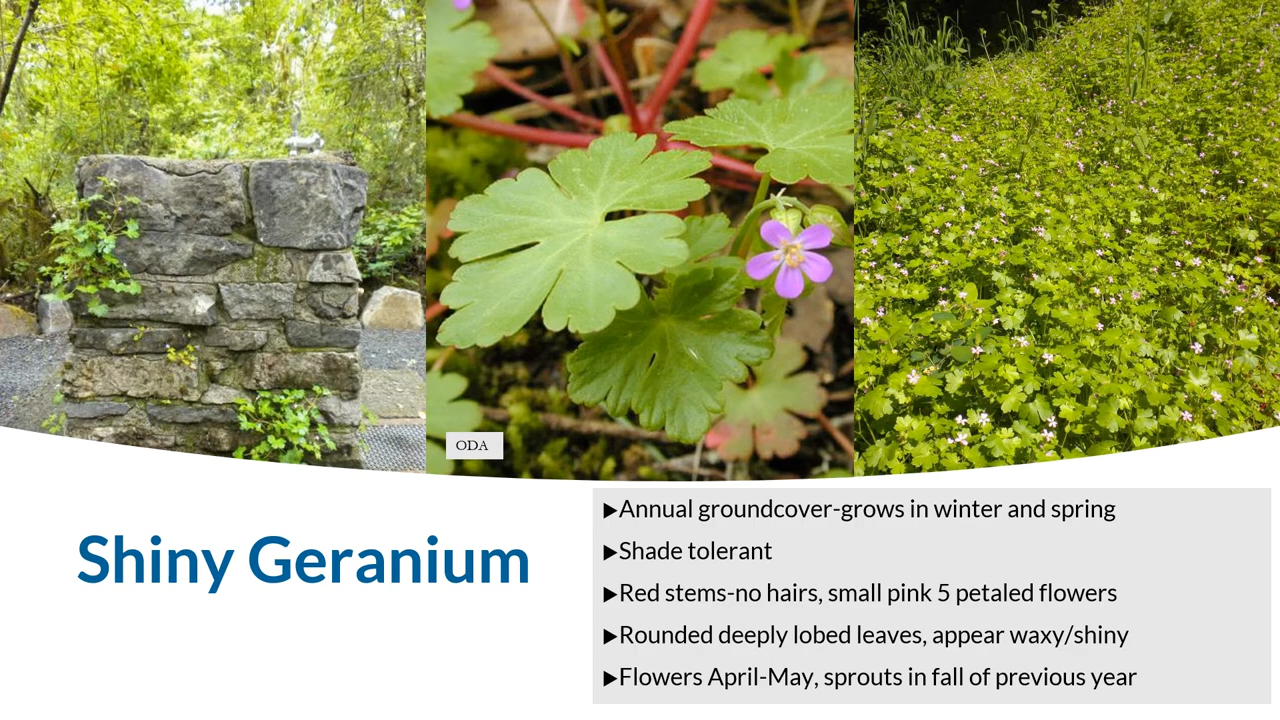 ODA
Shiny Geranium
▶Annual groundcover-grows in winter and spring
▶Shade tolerant
▶Red stems-no hairs, small pink 5 petaled flowers
▶Rounded deeply lobed leaves, appear waxy/shiny
▶Flowers April-May, sprouts in fall of previous year